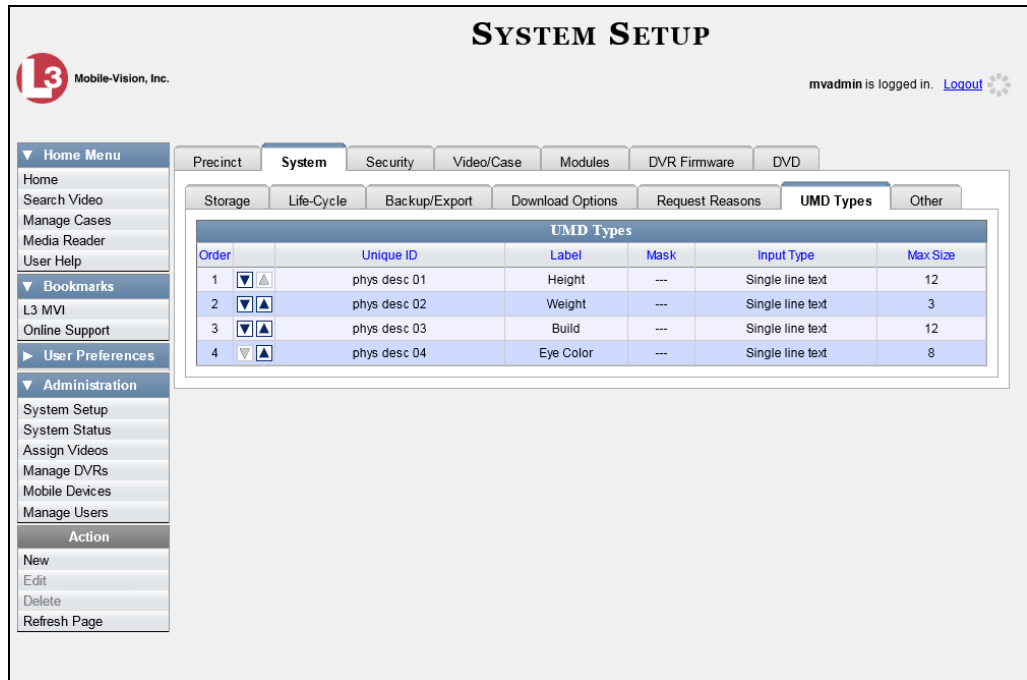 SYSTEM SETUP
L3 Mobile-Vision, Inc.
mvadmin is logged in. Logout
▼ Home Menu
Home
Search Video
Manage Cases
Media Reader
User Help
▼ Bookmarks
L3 MVI
Online Support
▶ User Preferences
▼ Administration
System Setup
System Status
Assign Videos
Manage DVRs
Mobile Devices
Manage Users
Action
New
Edit
Delete
Refresh Page
Precinct System Security Video/Case Modules DVR Firmware DVD
Storage Life-Cycle Backup/Export Download Options Request Reasons UMD Types Other
UMD Types
Order Unique ID Label Mask Input Type Max Size
1 phys desc 01 Height --- Single line text 12
2 phys desc 02 Weight --- Single line text 3
3 phys desc 03 Build --- Single line text 12
4 phys desc 04 Eye Color --- Single line text 8